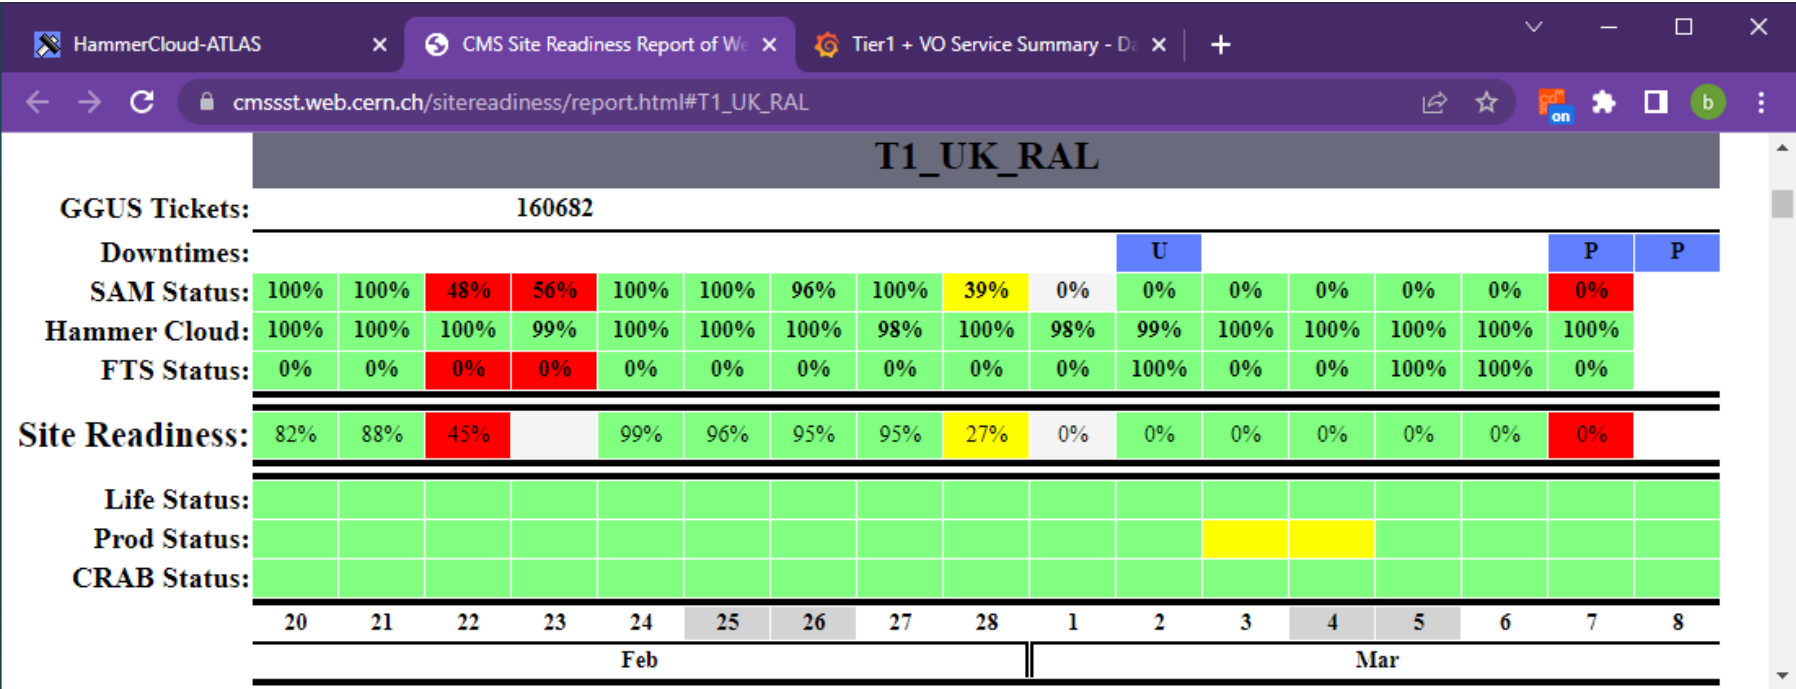 HammerCloud-ATLAS
CMS Site Readiness Report of We
Tier1 + VO Service Summary - Da
cmssst.web.cern.ch/sitereadiness/report.html#T1_UK_RAL
on
b
T1_UK_RAL
GGUS Tickets: 160682
Downtimes: U P P
SAM Status: 100% 100% 48% 56% 100% 100% 96% 100% 39% 0% 0% 0% 0% 0% 0% 0%
Hammer Cloud: 100% 100% 100% 99% 100% 100% 100% 98% 100% 98% 99% 100% 100% 100% 100% 100%
FTS Status: 0% 0% 0% 0% 0% 0% 0% 0% 0% 0% 100% 0% 0% 100% 100% 0%
Site Readiness: 82% 88% 45% 99% 96% 95% 95% 27% 0% 0% 0% 0% 0% 0% 0%
Life Status:
Prod Status:
CRAB Status:
20 21 22 23 24 25 26 27 28 1 2 3 4 5 6 7 8
Feb Mar